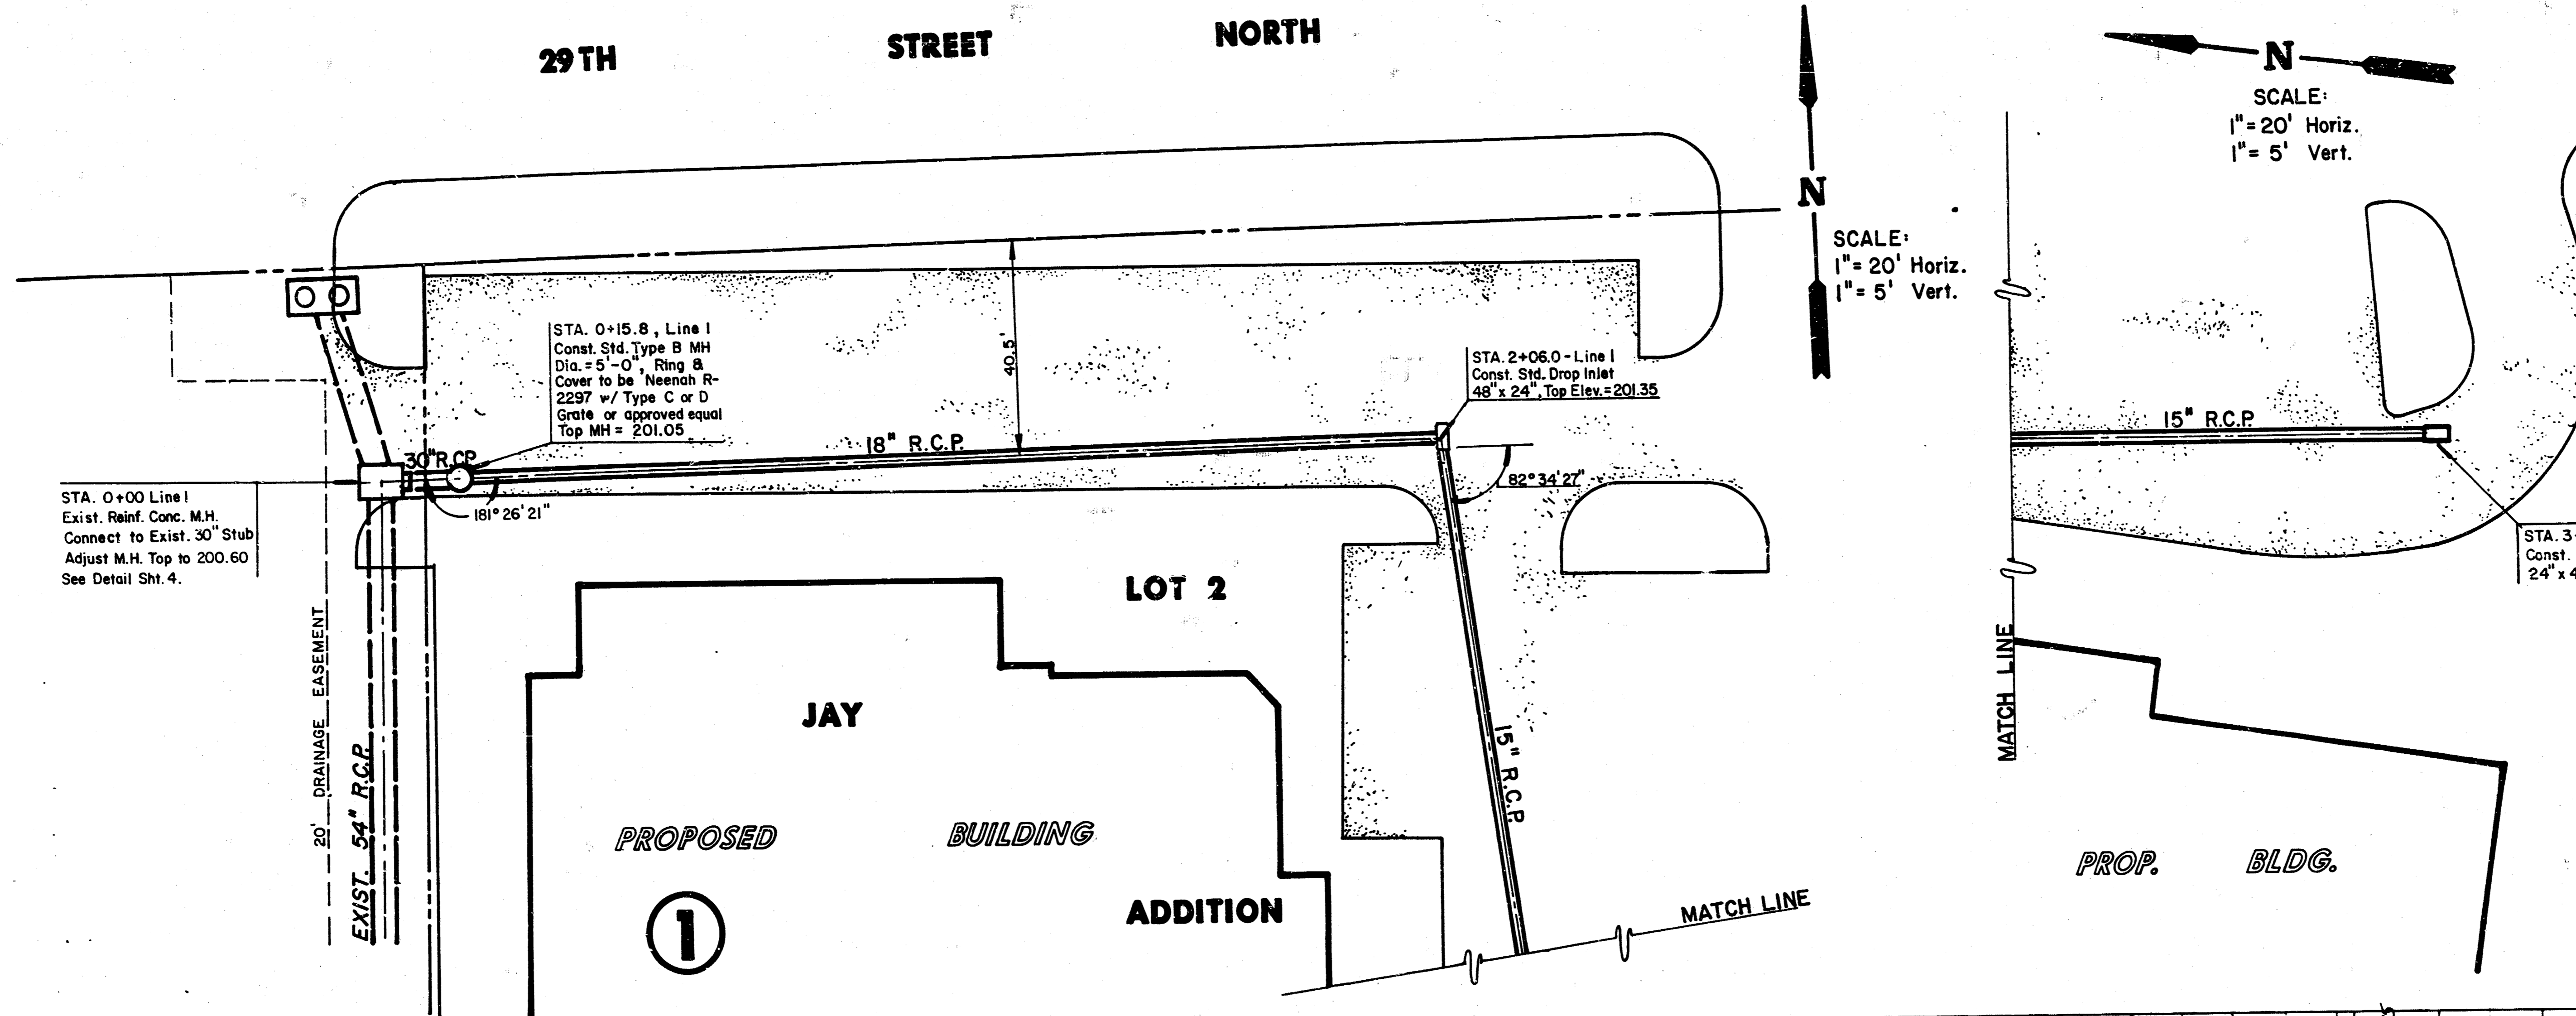 29TH STREET NORTH
N
SCALE:
1"= 20' Horiz.
1"= 5' Vert.
N
SCALE:
1"= 20' Horiz.
1"= 5' Vert.
STA. 0+15.8, Line 1
Const. Std. Type B MH
Dia. = 5'-0", Ring &
Cover to be Neenah R-
2297 w/ Type C or D
Grate or approved equal
Top MH = 201.05
40.5'
STA. 2+06.0 - Line 1
Const. Std. Drop Inlet
48" x 24", Top Elev.= 201.35
30" R.C.P.
18" R.C.P.
15" R.C.P.
82° 34' 27"
181° 26' 21"
STA. 0+00 Line 1
Exist. Reinf. Conc. M.H.
Connect to Exist. 30" Stub
Adjust M.H. Top to 200.60
See Detail Sht. 4.
STA. 3
Const.
24" x 4
LOT 2
20' DRAINAGE EASEMENT
EXIST. 54" R.C.P.
JAY
15" R.C.P.
MATCH LINE
PROPOSED BUILDING
PROP. BLDG.
ADDITION
1
MATCH LINE